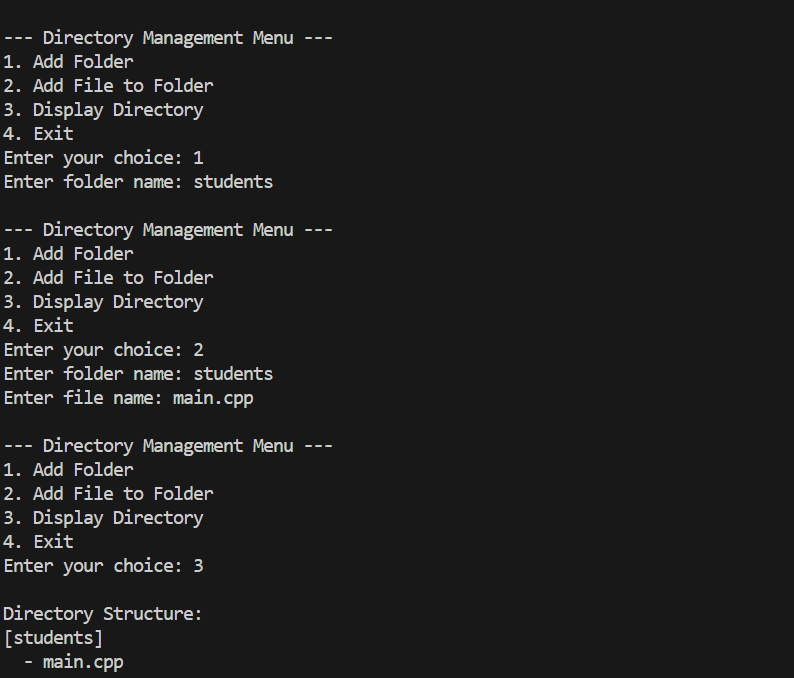 --- Directory Management Menu ---
1. Add Folder
2. Add File to Folder
3. Display Directory
4. Exit
Enter your choice: 1
Enter folder name: students

--- Directory Management Menu ---
1. Add Folder
2. Add File to Folder
3. Display Directory
4. Exit
Enter your choice: 2
Enter folder name: students
Enter file name: main.cpp

--- Directory Management Menu ---
1. Add Folder
2. Add File to Folder
3. Display Directory
4. Exit
Enter your choice: 3

Directory Structure:
[students]
  - main.cpp